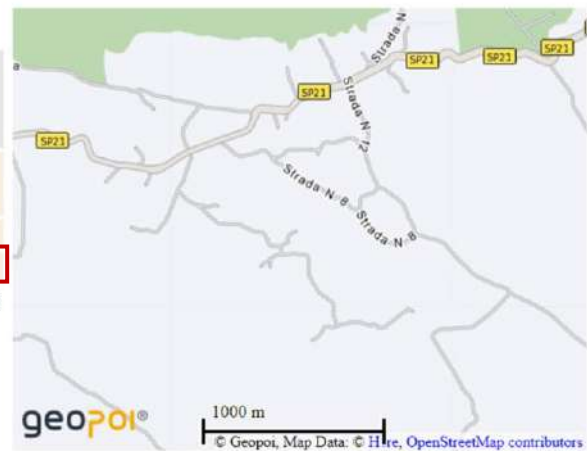 a
Strada N
SP21
SP21
SP21
SP21
SP21
Strada N 12
Strada N 8
Strada N 8
geopoi®
1000 m
© Geopoi, Map Data: © Here, OpenStreetMap contributors